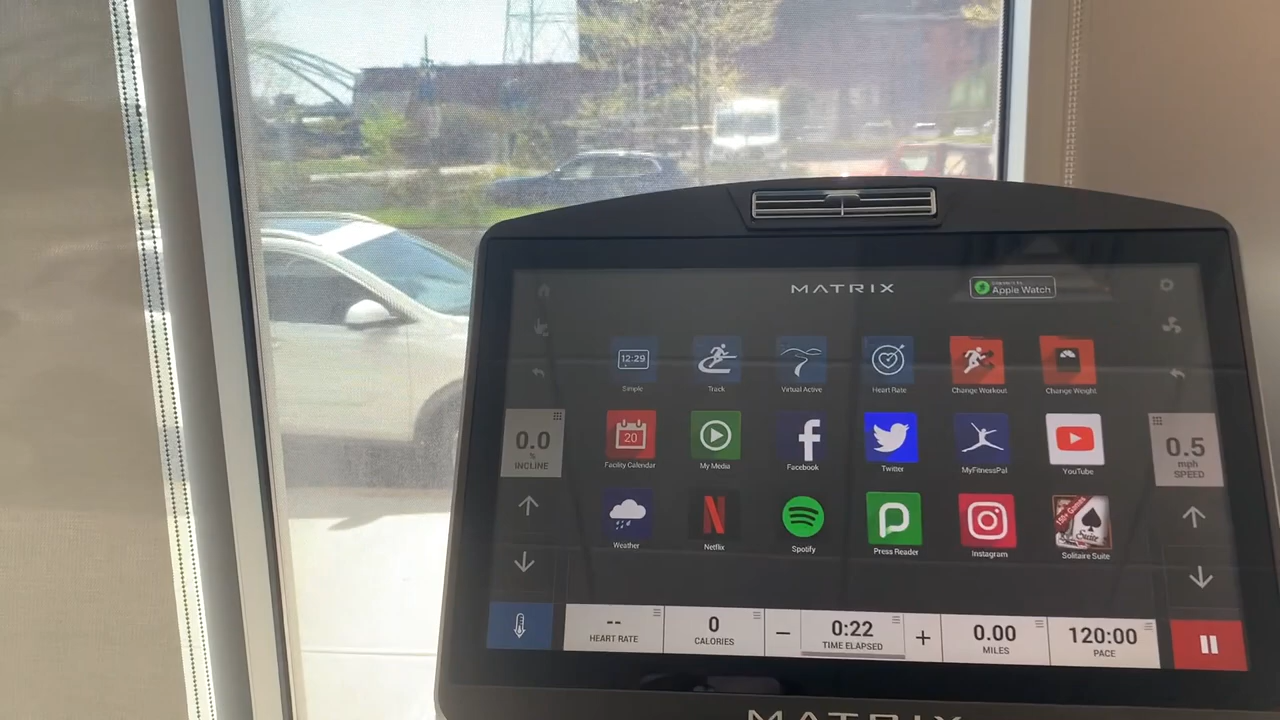 MATRIX
Apple Watch
12:29
Simple
Track
Virtual Active
Heart Rate
Change Workout
Change Weight
0.0
%
INCLINE
20
Facility Calendar
My Media
Facebook
Twitter
MyFitnessPal
YouTube
0.5
mph
SPEED
Weather
Netflix
Spotify
Press Reader
Instagram
Solitaire Suite
--
HEART RATE
0
CALORIES
0:22
TIME ELAPSED
0.00
MILES
120:00
PACE
MATRIX